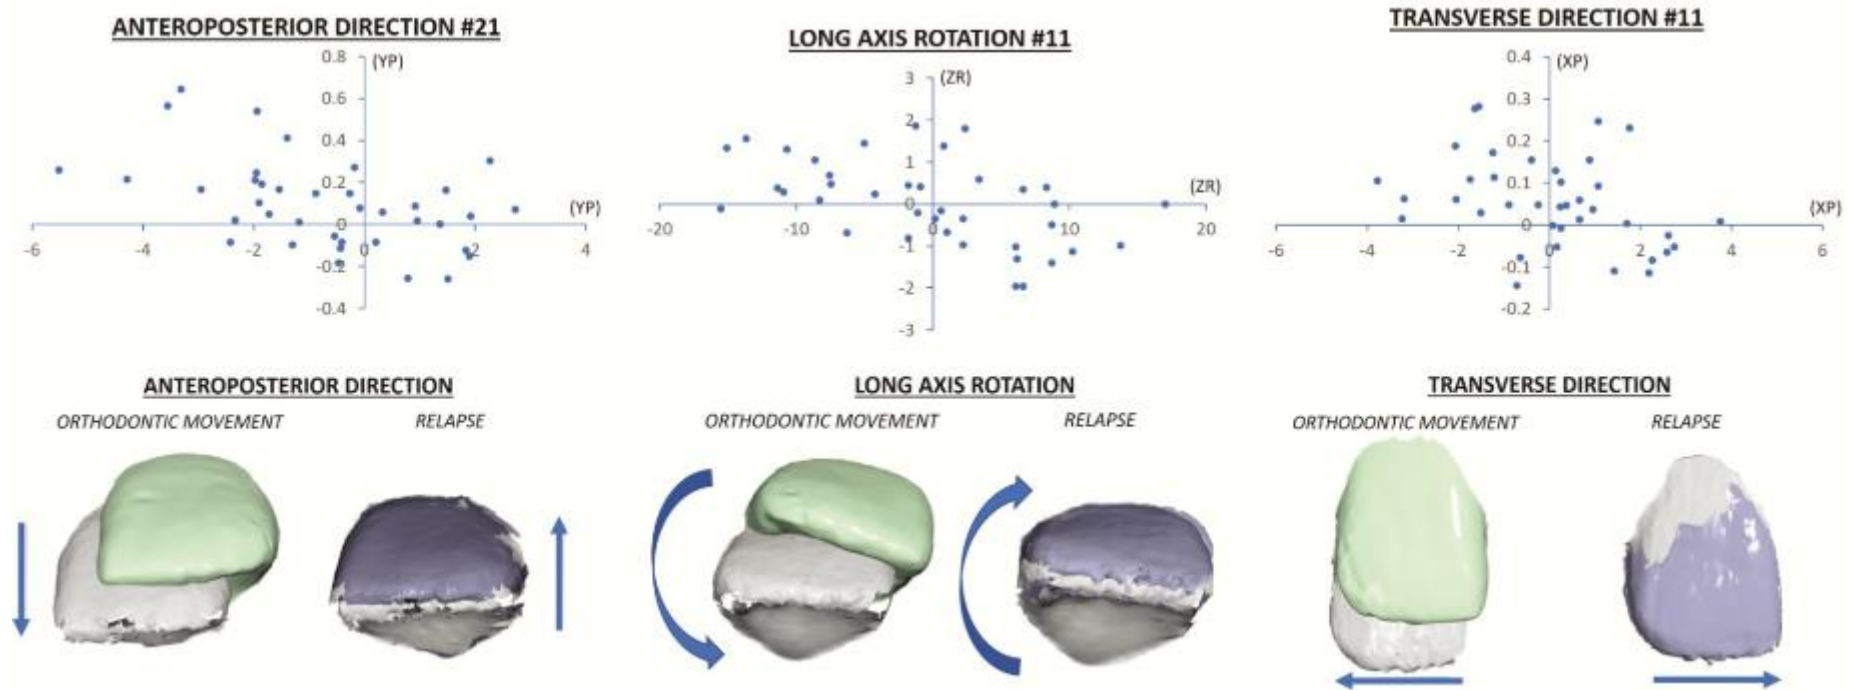 ANTEROPOSTERIOR DIRECTION #21
0.8
(YP)
0.6
0.4
0.2
(YP)
0
-6
-4
-2
0
2
4
-0.2
-0.4
LONG AXIS ROTATION #11
3
(ZR)
2
1
(ZR)
0
-20
-10
0
10
20
-1
-2
-3
TRANSVERSE DIRECTION #11
0.4
(XP)
0.3
0.2
0.1
(XP)
0
-6
-4
-2
0
2
4
6
-0.1
-0.2
ANTEROPOSTERIOR DIRECTION
ORTHODONTIC MOVEMENT RELAPSE
LONG AXIS ROTATION
ORTHODONTIC MOVEMENT RELAPSE
TRANSVERSE DIRECTION
ORTHODONTIC MOVEMENT RELAPSE